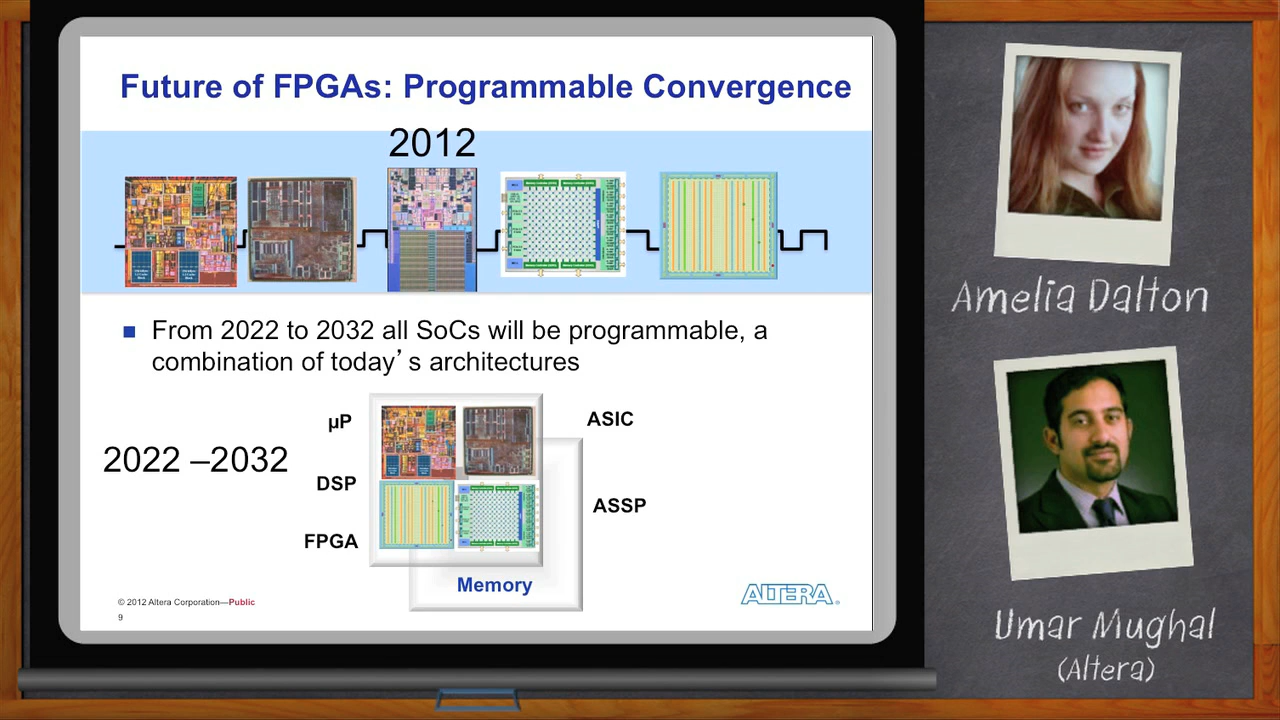 Future of FPGAs: Programmable Convergence
2012
■ From 2022 to 2032 all SoCs will be programmable, a
combination of today’s architectures
2022 –2032
µP
DSP
FPGA
ASIC
ASSP
Memory
© 2012 Altera Corporation—Public
9
ALTERA®
Amelia Dalton
Umar Mughal
(Altera)